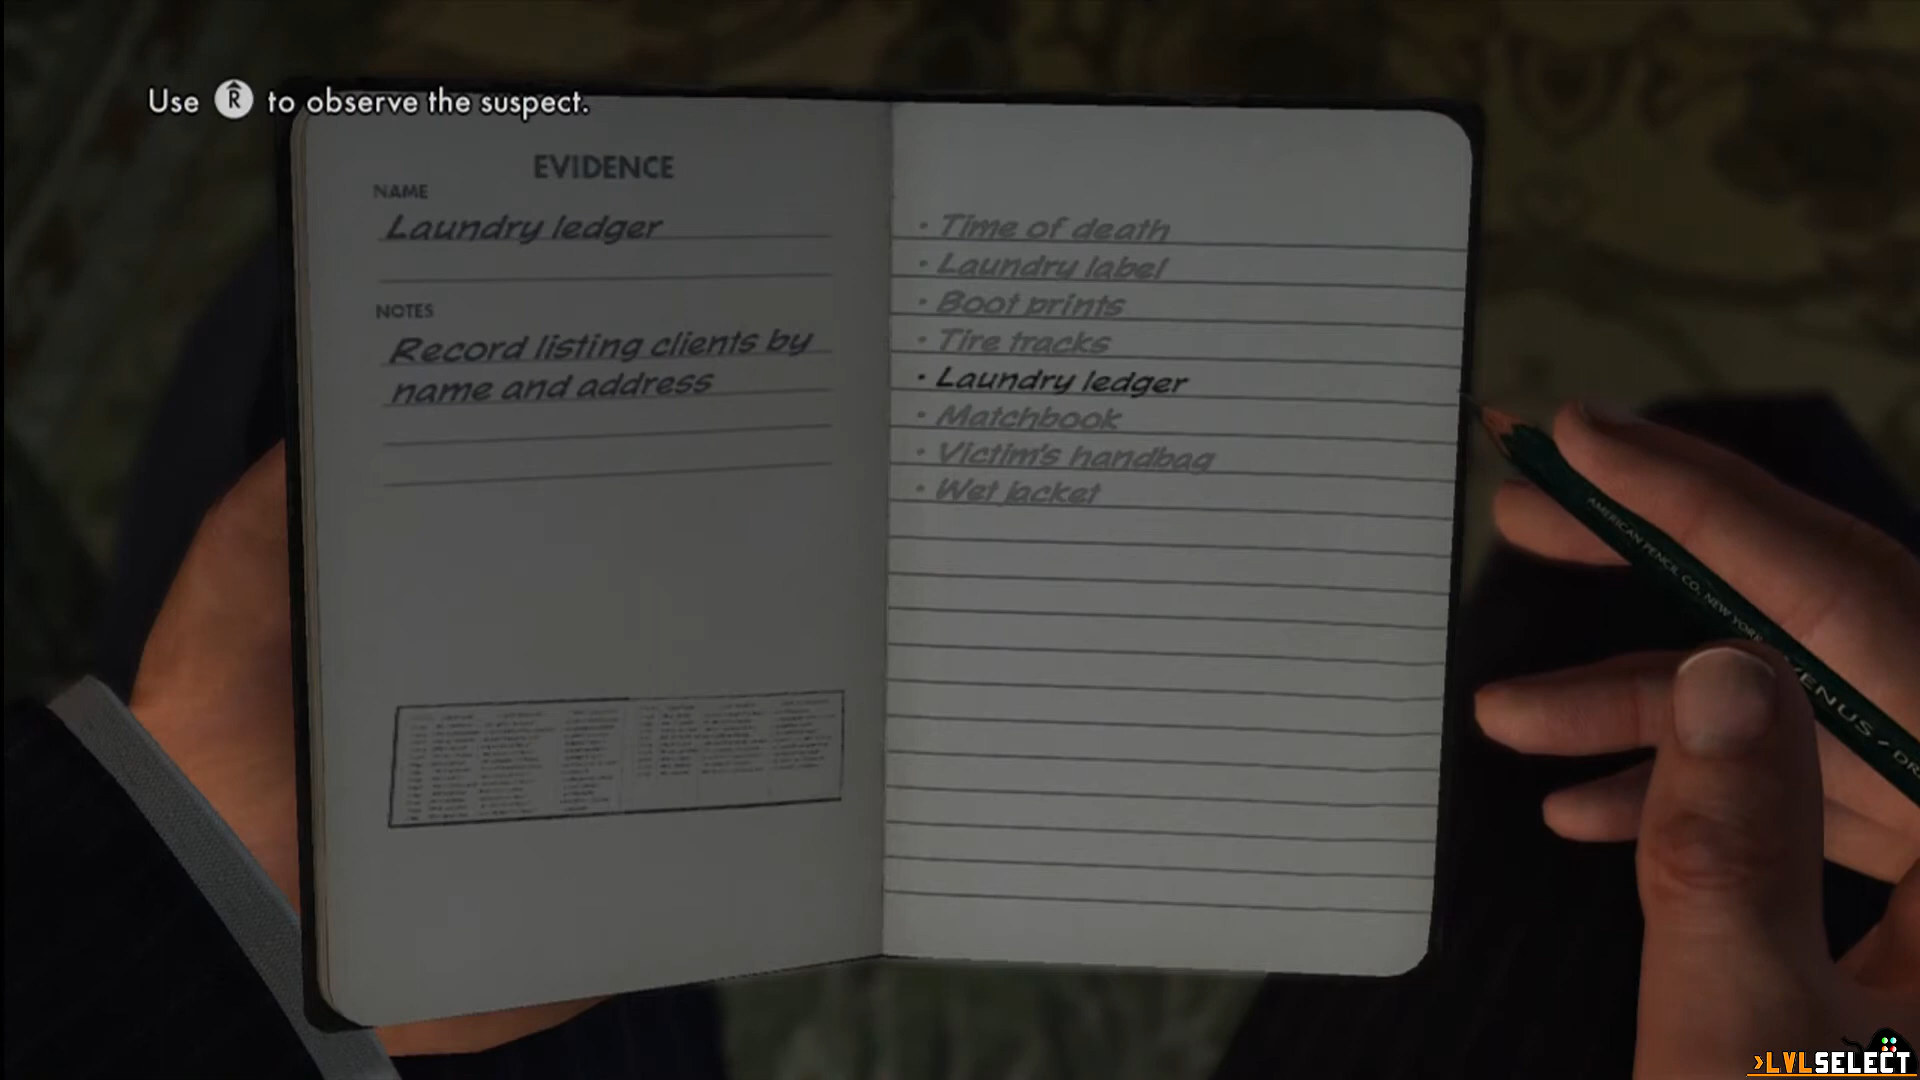 Use R to observe the suspect.
EVIDENCE
NAME
Laundry ledger
NOTES
Record listing clients by
name and address
• Time of death
• Laundry label
• Boot prints
• Tire tracks
• Laundry ledger
• Matchbook
• Victim's handbag
• Wet jacket
AMERICAN PENCIL CO. NEW YORK
VENUS / DR
›LVLSELECT